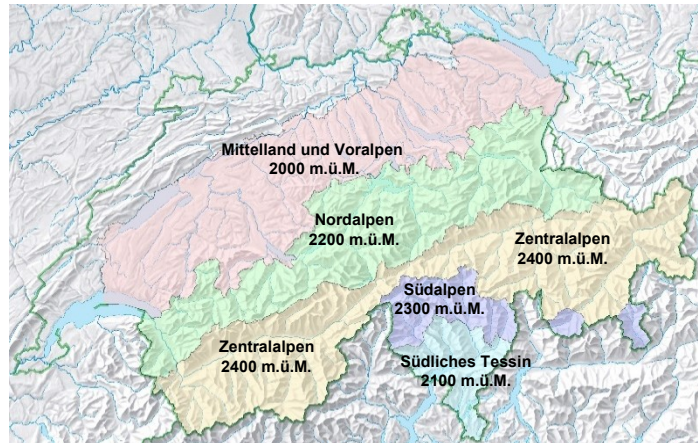 Mittelland und Voralpen
2000 m.ü.M.
Nordalpen
2200 m.ü.M.
Zentralalpen
2400 m.ü.M.
Südalpen
2300 m.ü.M.
Zentralalpen
2400 m.ü.M.
Südliches Tessin
2100 m.ü.M.